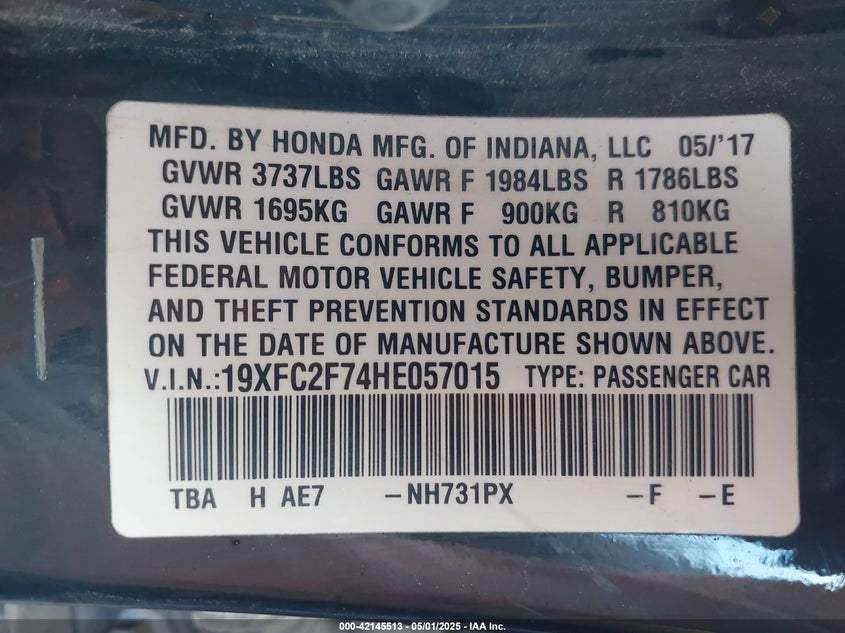 MFD. BY HONDA MFG. OF INDIANA, LLC 05/'17
GVWR 3737LBS GAWR F 1984LBS R 1786LBS
GVWR 1695KG GAWR F 900KG R 810KG
THIS VEHICLE CONFORMS TO ALL APPLICABLE
FEDERAL MOTOR VEHICLE SAFETY, BUMPER,
AND THEFT PREVENTION STANDARDS IN EFFECT
ON THE DATE OF MANUFACTURE SHOWN ABOVE.
V.I.N.:19XFC2F74HE057015 TYPE: PASSENGER CAR
TBA H AE7 –NH731PX –F –E
000-42145513 - 05/01/2025 - IAA Inc.